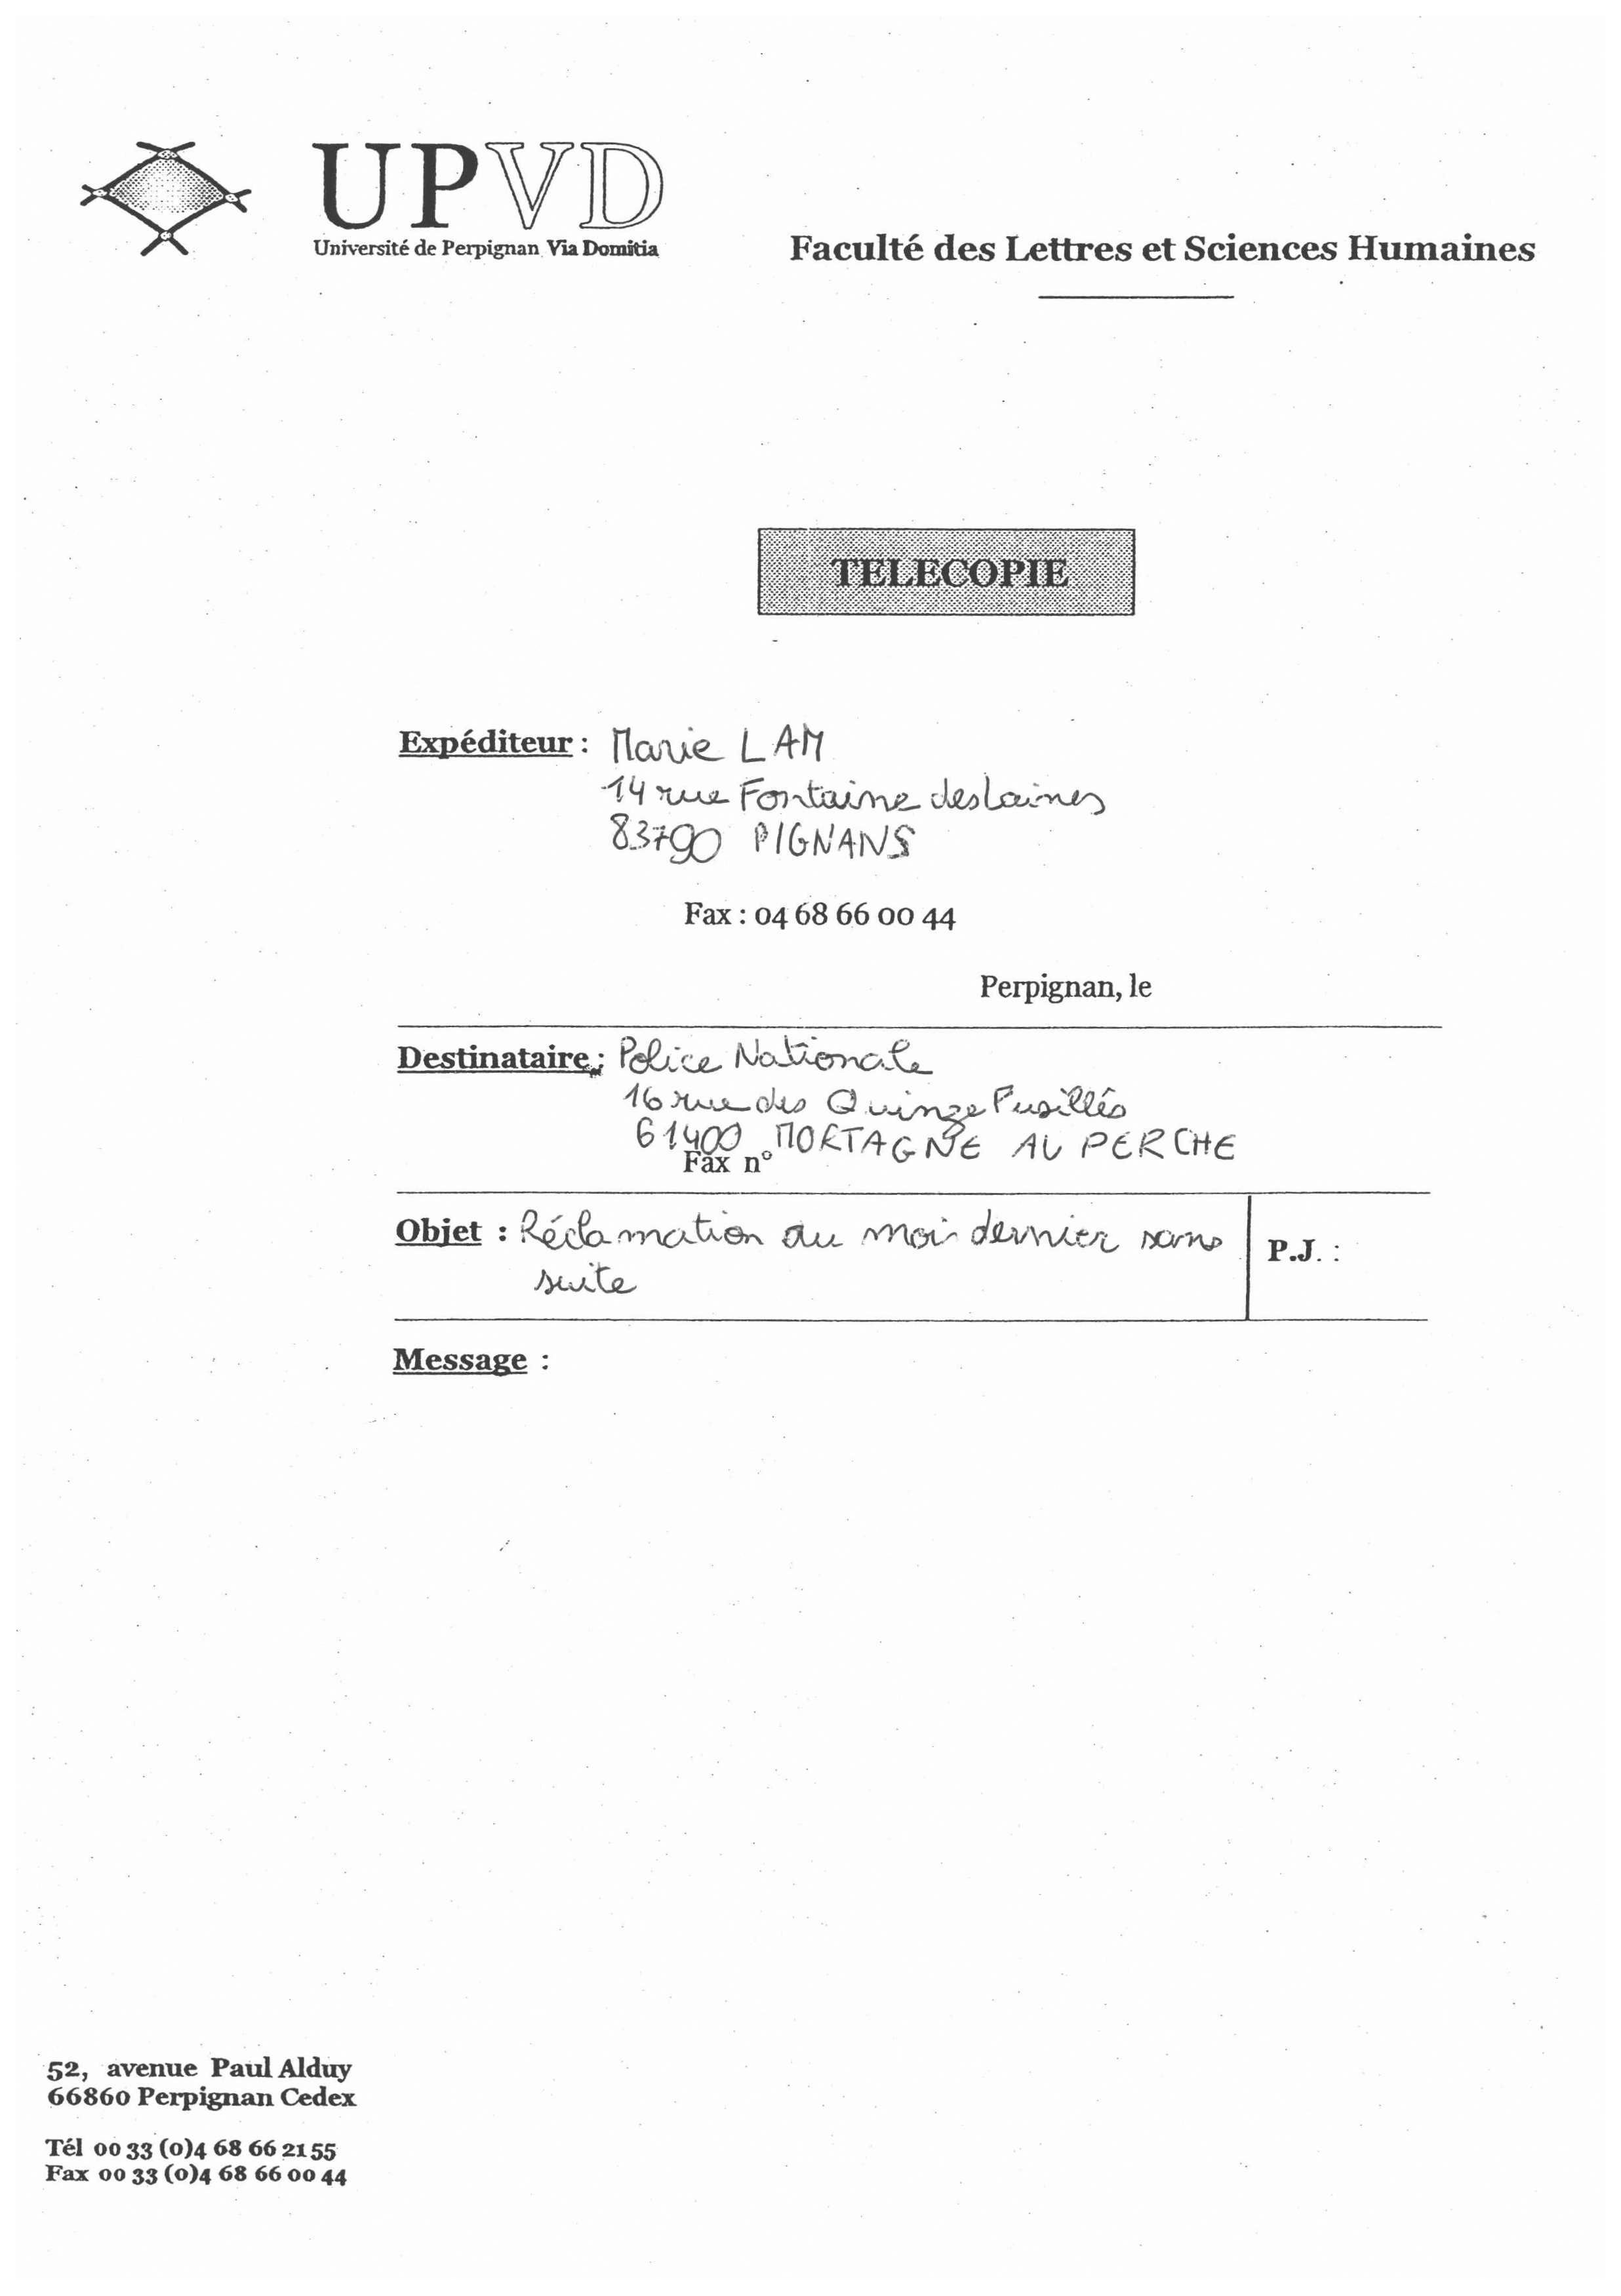 UPVD
Université de Perpignan Via Domitia
Faculté des Lettres et Sciences Humaines
TELECOPIE
Expéditeur : Marie LAM
14 rue Fontaine des Laines
83790 PIGNANS
Fax : 04 68 66 00 44
Perpignan, le
Destinataire : Police Nationale
16 rue des Quinze Fusillés
61400 MORTAGNE AU PERCHE
Fax n°
Objet : Réclamation au mois dernier sans
suite
P.J. :
Message :
52, avenue Paul Alduy
66860 Perpignan Cedex
Tél 00 33 (0)4 68 66 21 55
Fax 00 33 (0)4 68 66 00 44